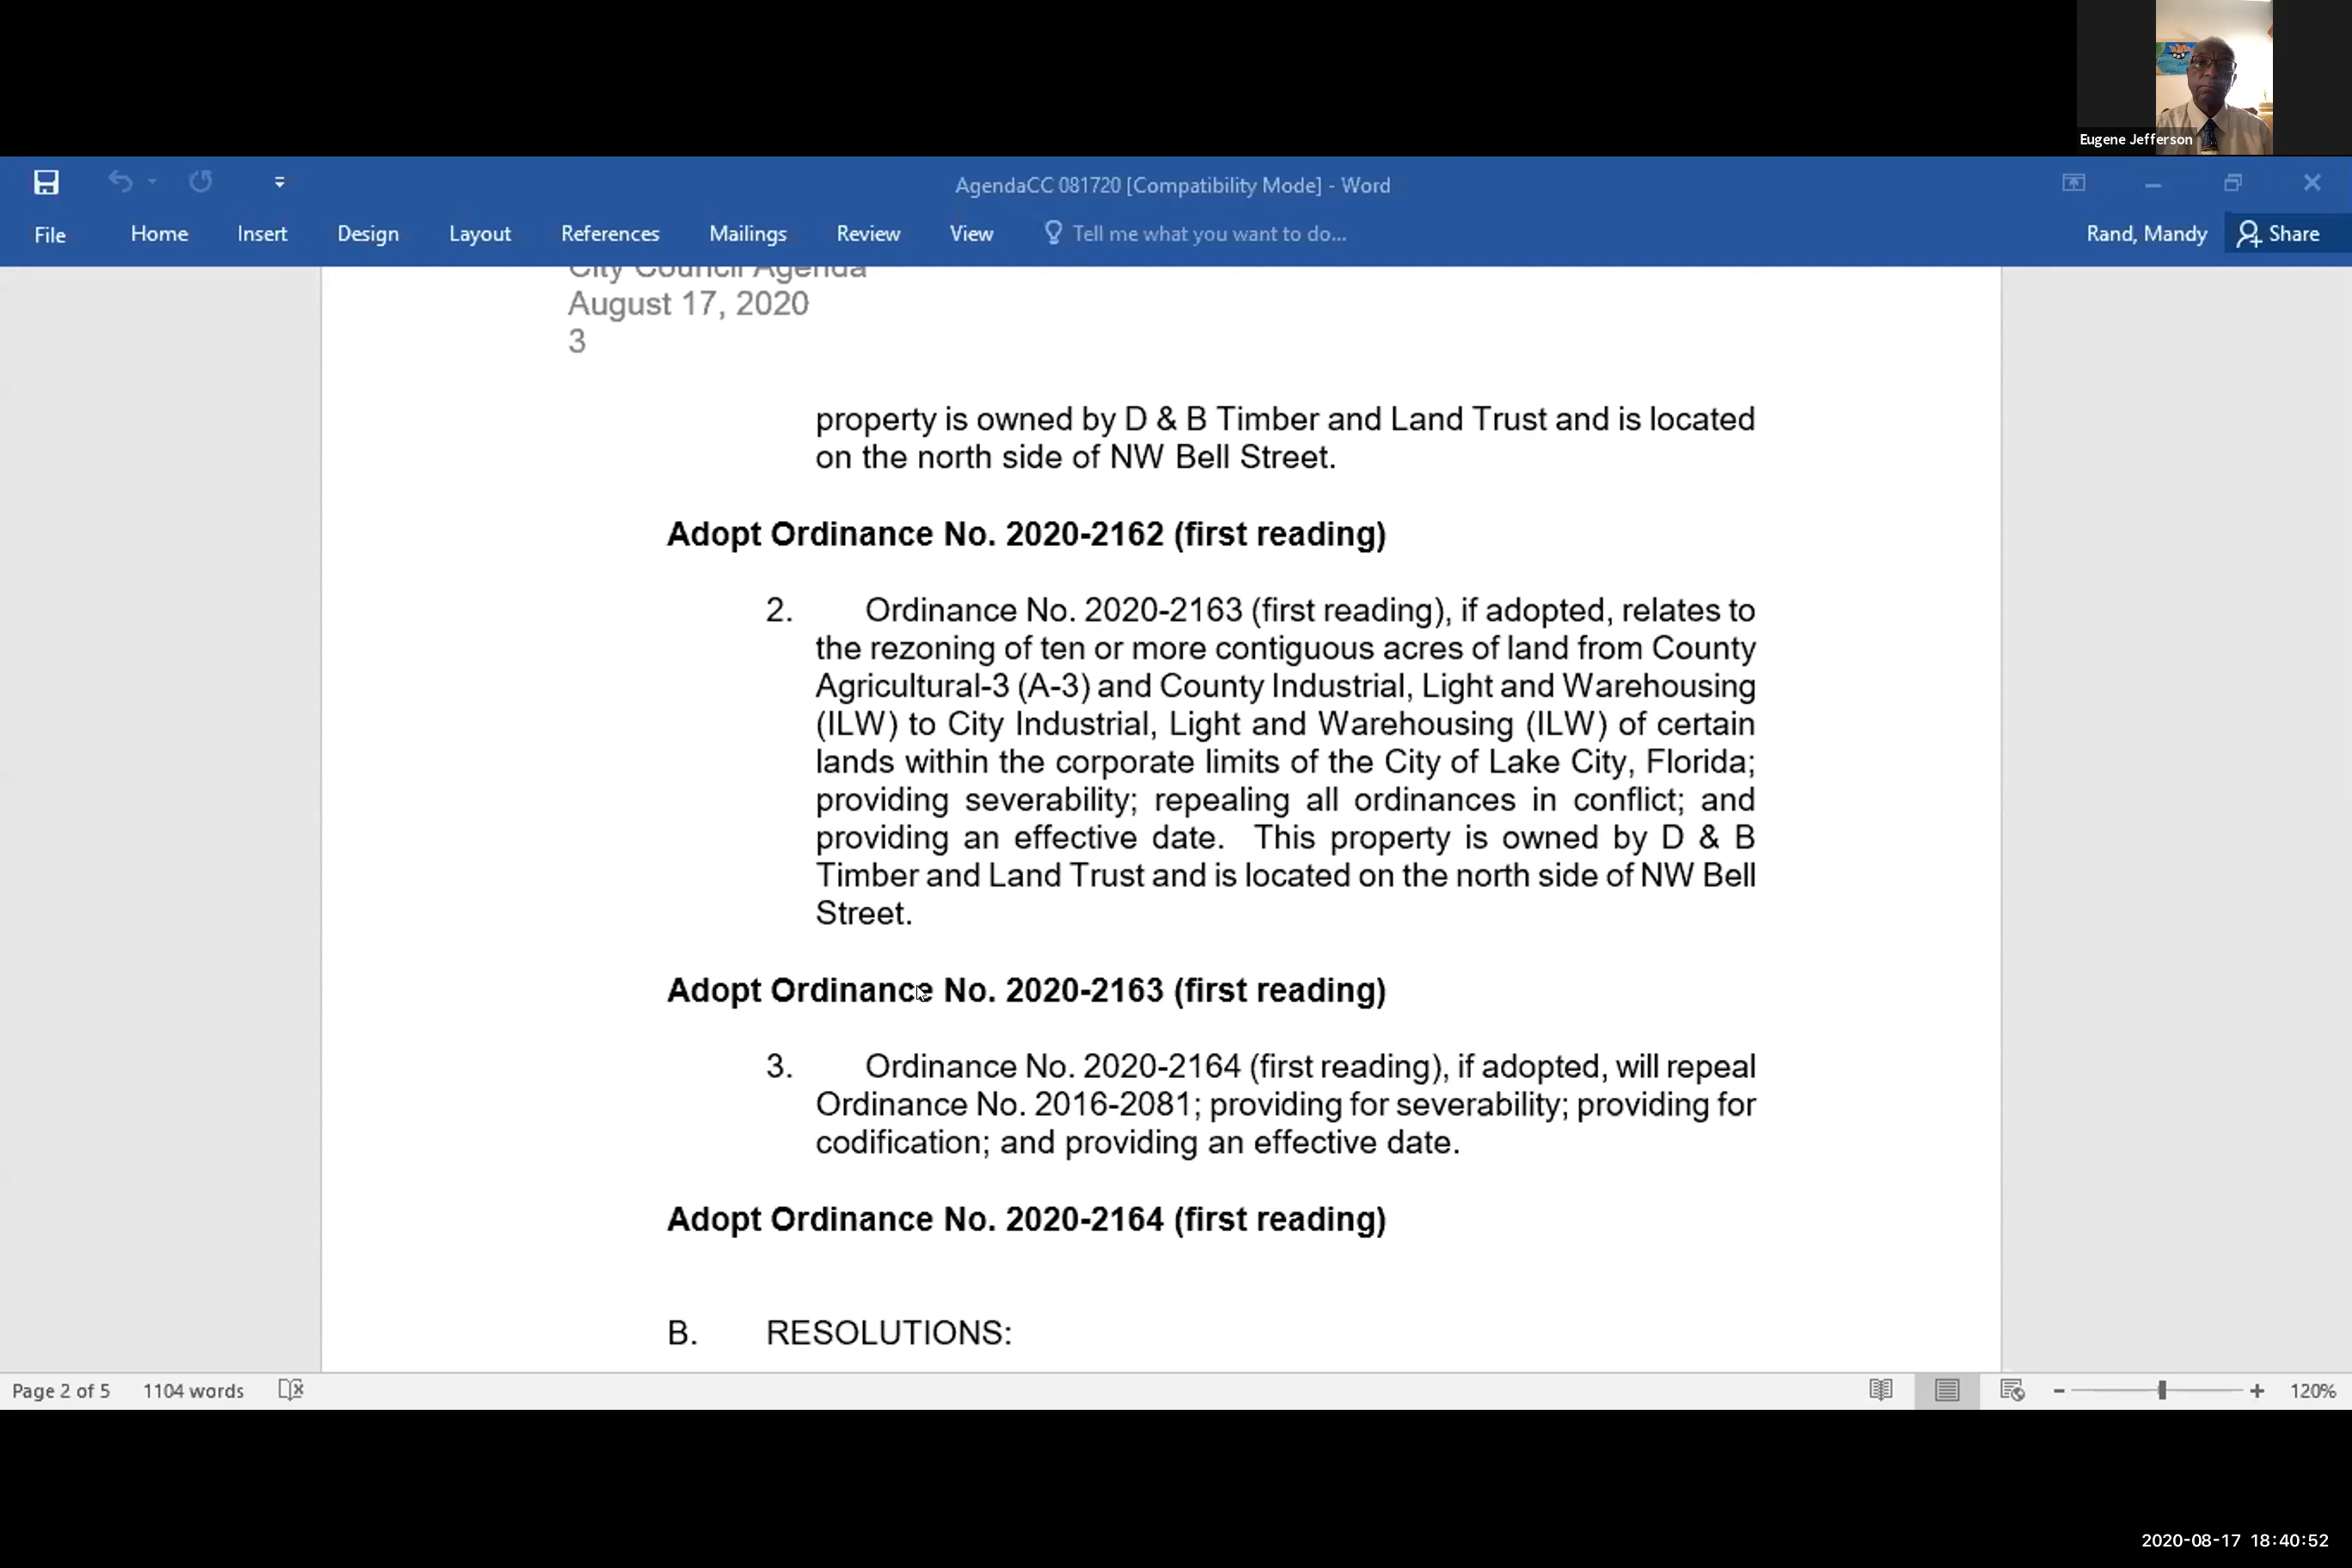 Eugene Jefferson
AgendaCC 081720 [Compatibility Mode] - Word
File Home Insert Design Layout References Mailings Review View Tell me what you want to do... Rand, Mandy Share
City Council Agenda
August 17, 2020
3
property is owned by D & B Timber and Land Trust and is located
on the north side of NW Bell Street.
Adopt Ordinance No. 2020-2162 (first reading)
2. Ordinance No. 2020-2163 (first reading), if adopted, relates to
the rezoning of ten or more contiguous acres of land from County
Agricultural-3 (A-3) and County Industrial, Light and Warehousing
(ILW) to City Industrial, Light and Warehousing (ILW) of certain
lands within the corporate limits of the City of Lake City, Florida;
providing severability; repealing all ordinances in conflict; and
providing an effective date. This property is owned by D & B
Timber and Land Trust and is located on the north side of NW Bell
Street.
Adopt Ordinance No. 2020-2163 (first reading)
3. Ordinance No. 2020-2164 (first reading), if adopted, will repeal
Ordinance No. 2016-2081; providing for severability; providing for
codification; and providing an effective date.
Adopt Ordinance No. 2020-2164 (first reading)
B. RESOLUTIONS:
Page 2 of 5 1104 words 120%
2020-08-17 18:40:52